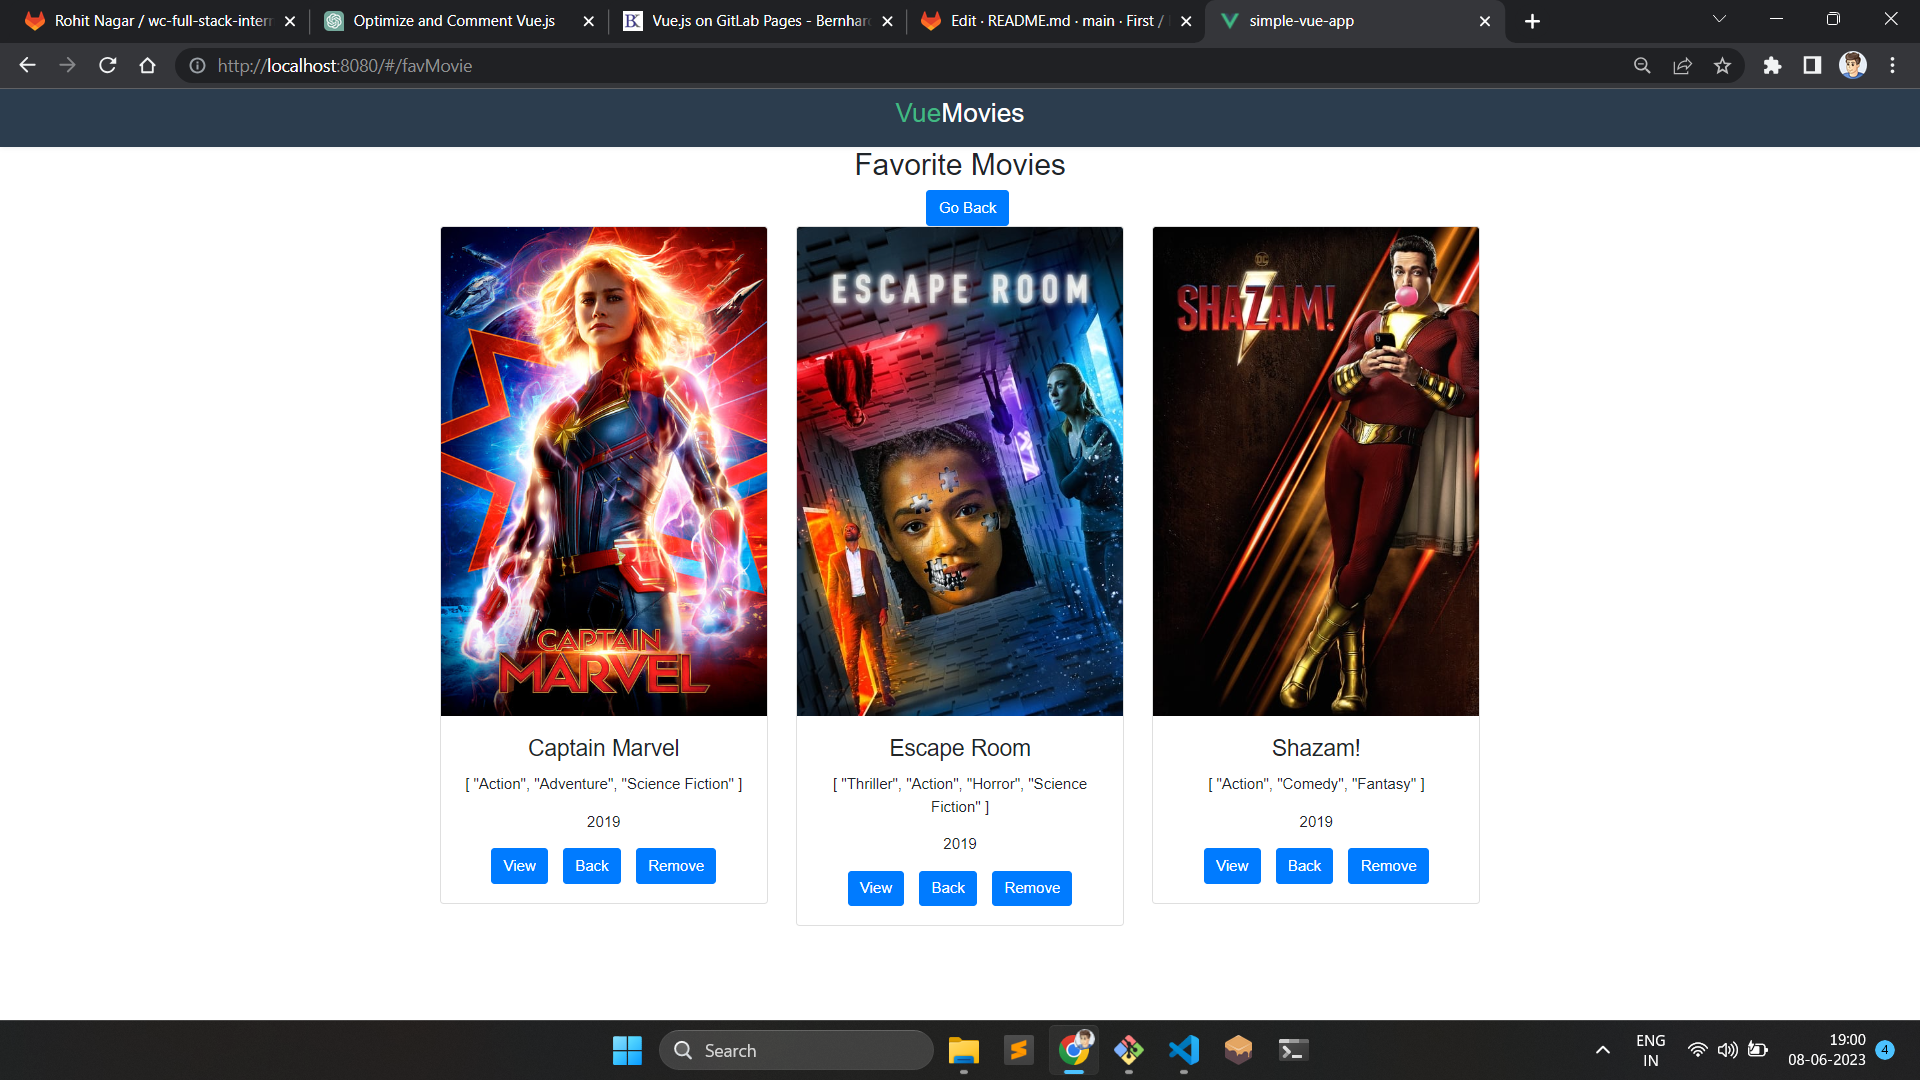 Rohit Nagar / wc-full-stack-inter
Optimize and Comment Vue.js
BK
Vue.js on GitLab Pages - Bernhar
Edit · README.md · main · First /
simple-vue-app
http://localhost:8080/#/favMovie
VueMovies
Favorite Movies
Go Back
CAPTAIN
MARVEL
ESCAPE ROOM
DC
SHAZAM!
Captain Marvel
[ "Action", "Adventure", "Science Fiction" ]
2019
View Back Remove
Escape Room
[ "Thriller", "Action", "Horror", "Science
Fiction" ]
2019
View Back Remove
Shazam!
[ "Action", "Comedy", "Fantasy" ]
2019
View Back Remove
Search
ENG
IN
19:00
08-06-2023
4